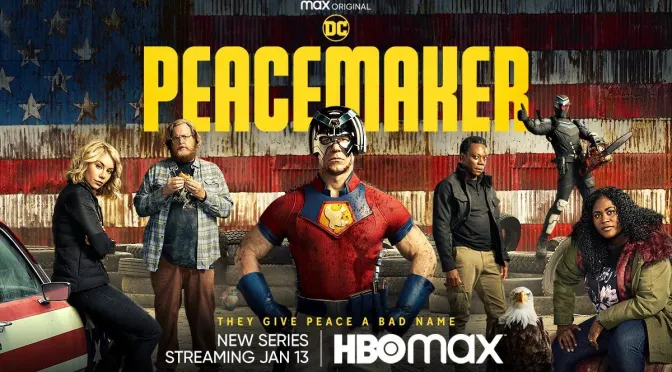 max ORIGINAL
DC
PEACEMAKER
THEY GIVE PEACE A BAD NAME
NEW SERIES
STREAMING JAN 13
HBOmax